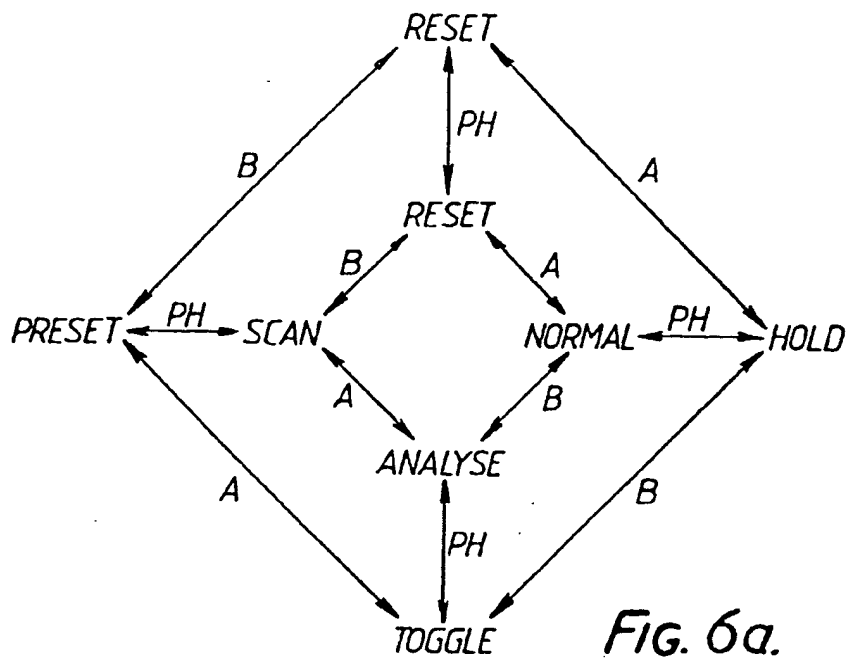 RESET
PH
B
A
RESET
B
A
PRESET PH SCAN NORMAL PH HOLD
A
B
ANALYSE
A
B
PH
TOGGLE
FIG. 6a.